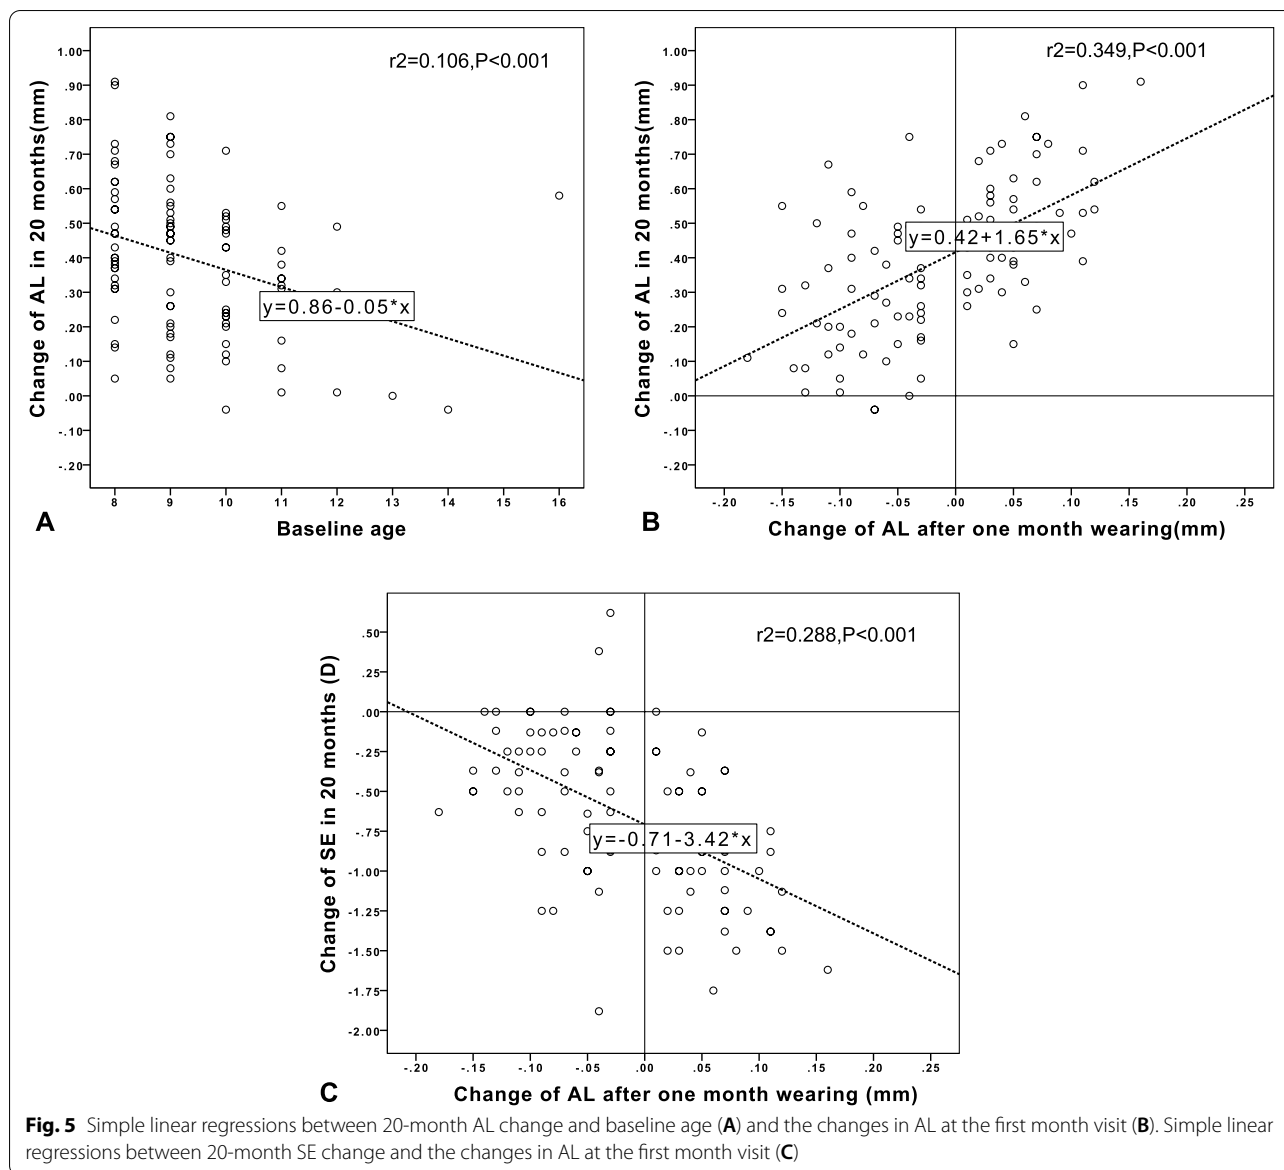 r2=0.106,P<0.001
Change of AL in 20 months(mm)
1.00
.90
.80
.70
.60
.50
.40
.30
.20
.10
.00
-.10
-.20
y=0.86-0.05*x
8 9 10 11 12 13 14 15 16
A
Baseline age
r2=0.349,P<0.001
Change of AL in 20 months(mm)
1.00
.90
.80
.70
.60
.50
.40
.30
.20
.10
.00
-.10
-.20
y=0.42+1.65*x
-.20 -.15 -.10 -.05 .00 .05 .10 .15 .20 .25
B
Change of AL after one month wearing(mm)
r2=0.288,P<0.001
Change of SE in 20 months (D)
.50
.25
.00
-.25
-.50
-.75
-1.00
-1.25
-1.50
-1.75
-2.00
y=-0.71-3.42*x
-.20 -.15 -.10 -.05 .00 .05 .10 .15 .20 .25
C
Change of AL after one month wearing (mm)
Fig. 5 Simple linear regressions between 20-month AL change and baseline age (A) and the changes in AL at the first month visit (B). Simple linear
regressions between 20-month SE change and the changes in AL at the first month visit (C)